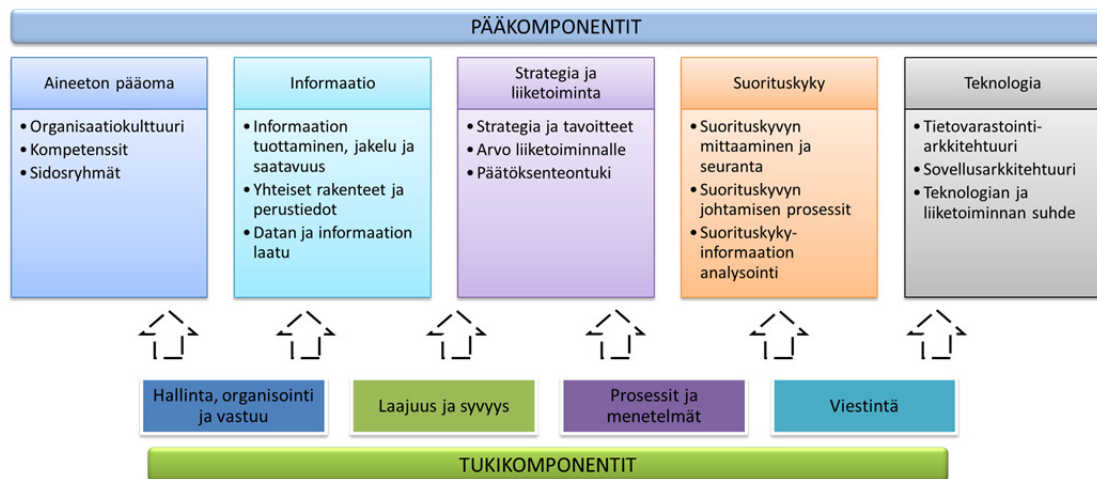 PÄÄKOMPONENTIT
Aineeton pääoma
• Organisaatiokulttuuri
• Kompetenssit
• Sidosryhmät
Informaatio
• Informaation
tuottaminen, jakelu ja
saatavuus
• Yhteiset rakenteet ja
perustiedot
• Datan ja informaation
laatu
Strategia ja
liiketoiminta
• Strategia ja tavoitteet
• Arvo liiketoiminnalle
• Päätöksenteontuki
Suorituskyky
• Suorituskyvyn
mittaaminen ja
seuranta
• Suorituskyvyn
johtamisen prosessit
• Suorituskyky-
informaation
analysointi
Teknologia
• Tietovarastointi-
arkkitehtuuri
• Sovellusarkkitehtuuri
• Teknologian ja
liiketoiminnan suhde
Hallinta, organisointi
ja vastuu
Laajuus ja syvyys
Prosessit ja
menetelmät
Viestintä
TUKIKOMPONENTIT